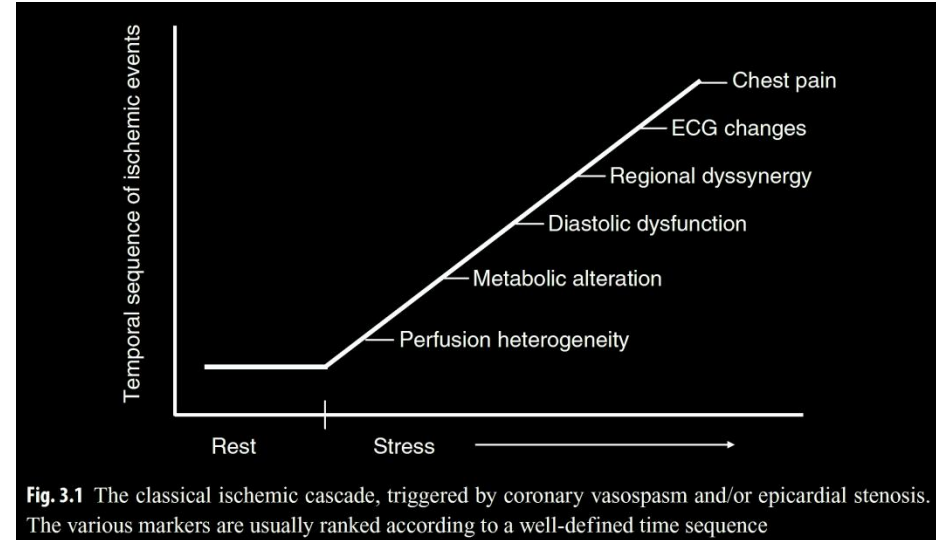 Temporal sequence of ischemic events
Chest pain
ECG changes
Regional dyssynergy
Diastolic dysfunction
Metabolic alteration
Perfusion heterogeneity
Rest
Stress
Fig. 3.1 The classical ischemic cascade, triggered by coronary vasospasm and/or epicardial stenosis.
The various markers are usually ranked according to a well-defined time sequence